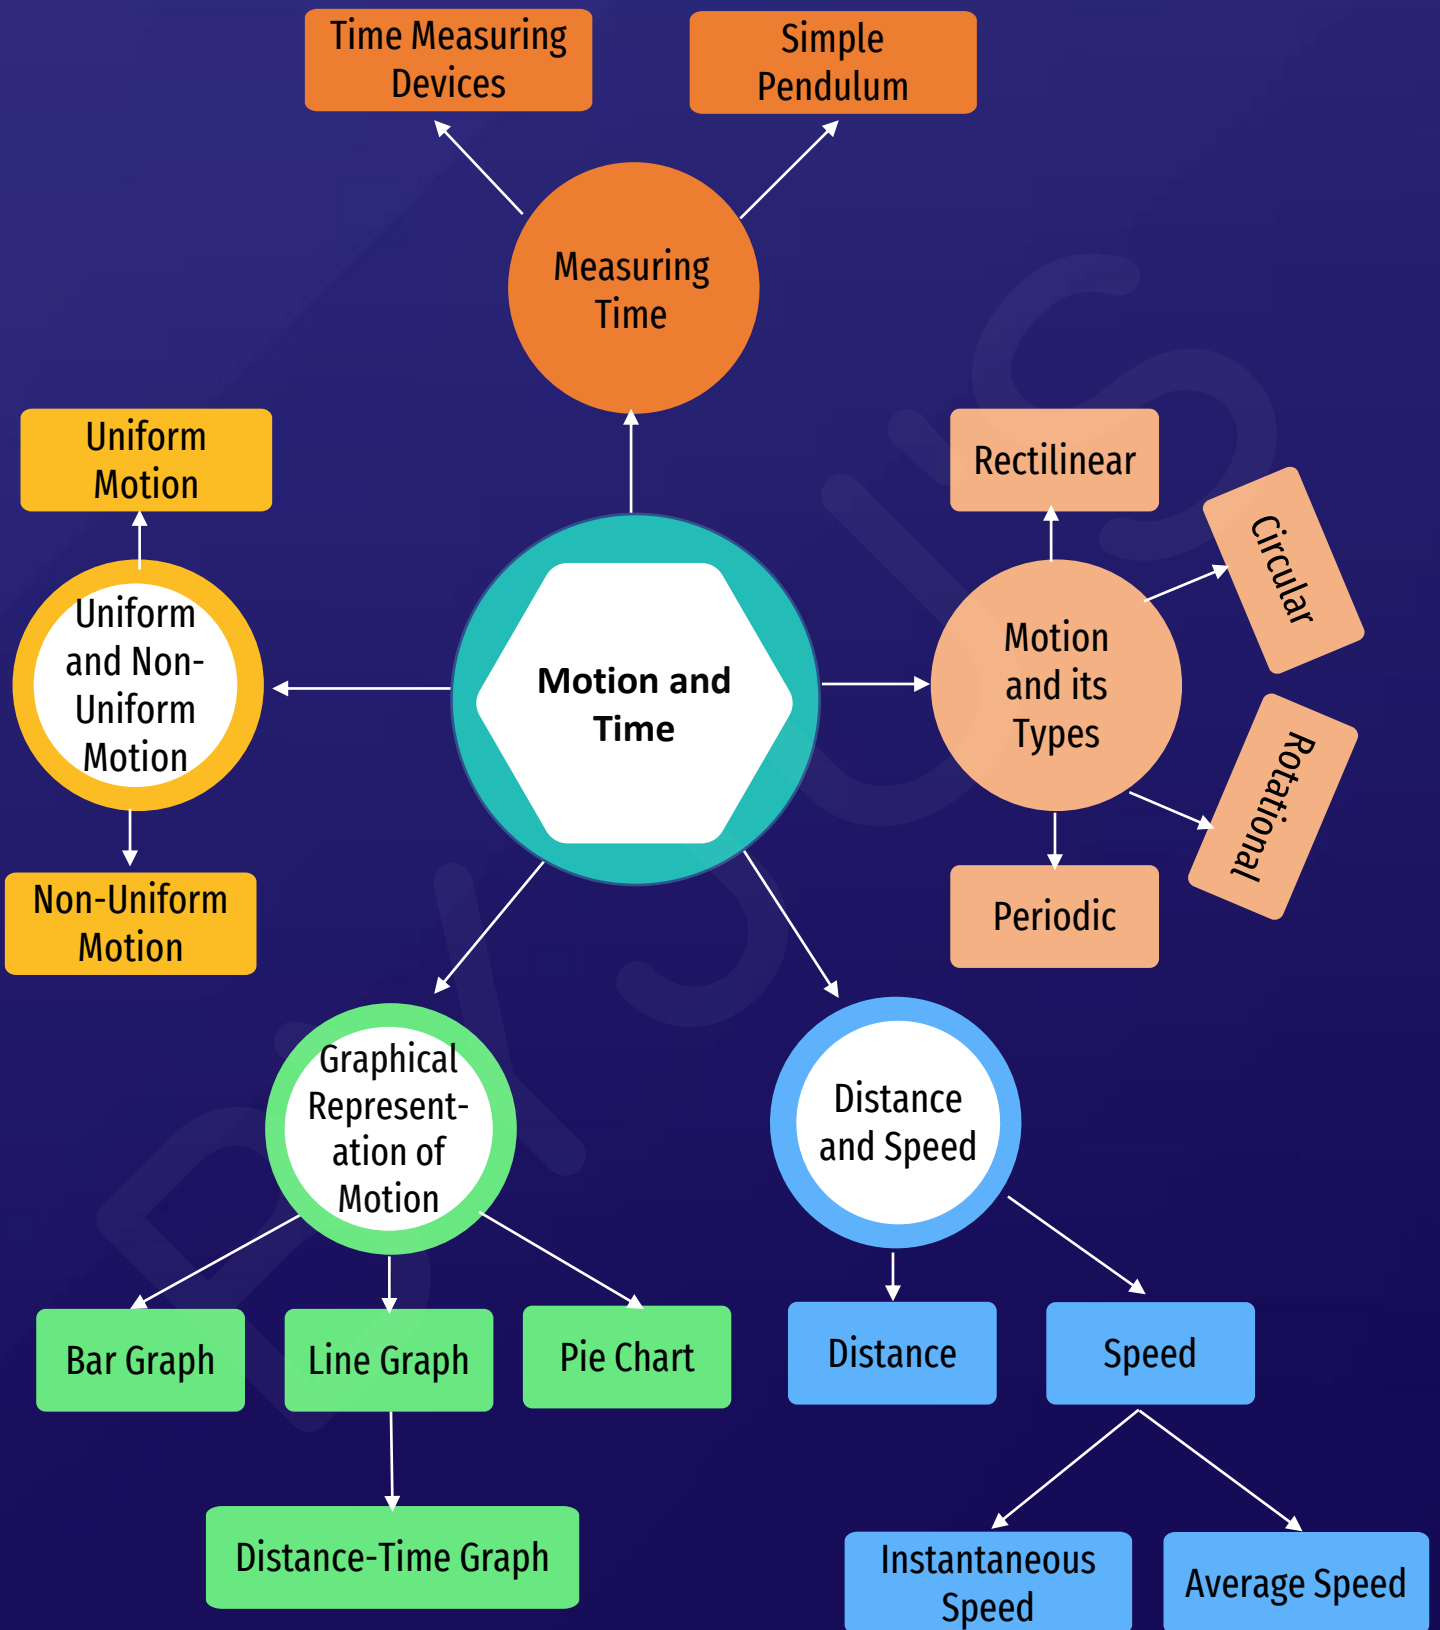 Time Measuring
Devices
Simple
Pendulum
Measuring
Time
Uniform
Motion
Rectilinear
Circular
Uniform
and Non-
Uniform
Motion
Motion and
Time
Motion
and its
Types
Rotational
Non-Uniform
Motion
Periodic
Graphical
Represent-
ation of
Motion
Distance
and Speed
Bar Graph
Line Graph
Pie Chart
Distance
Speed
Distance-Time Graph
Instantaneous
Speed
Average Speed
BYJU'S